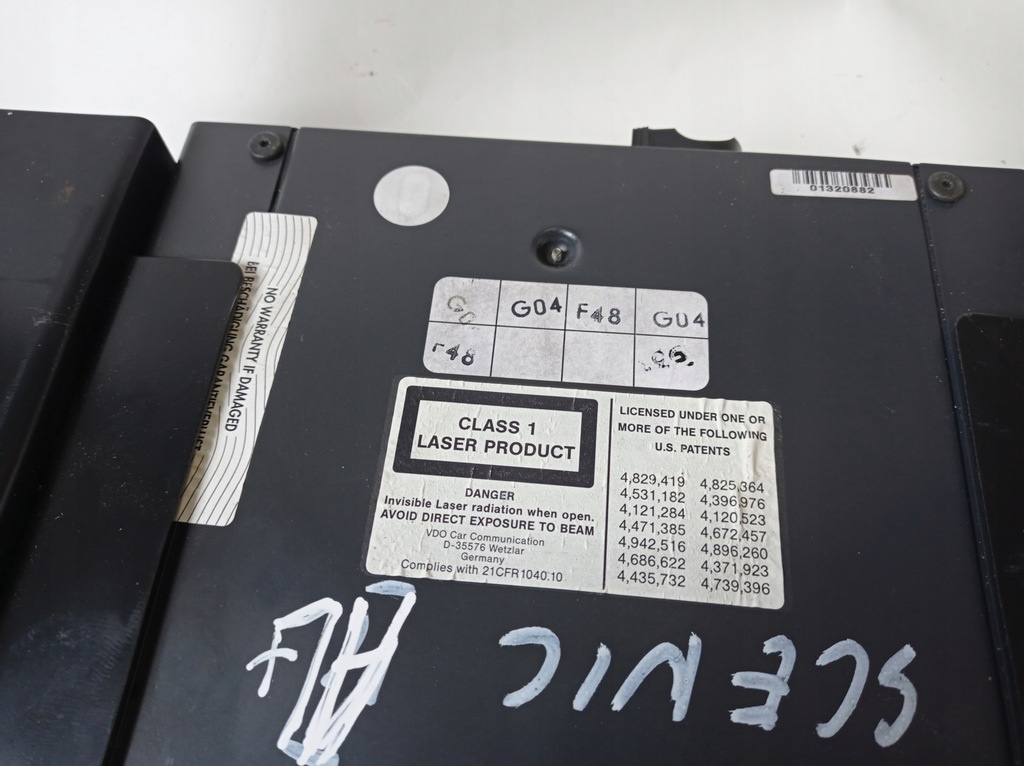 01320882
NO WARRANTY IF DAMAGED
BEI BESCHÄDIGUNG GARANTIEVERLUST
G04 F48 G04
F48
CLASS 1
LASER PRODUCT
DANGER
Invisible Laser radiation when open.
AVOID DIRECT EXPOSURE TO BEAM
VDO Car Communication
D-35576 Wetzlar
Germany
Complies with 21CFR1040.10
LICENSED UNDER ONE OR
MORE OF THE FOLLOWING
U.S. PATENTS
4,829,419 4,825,364
4,531,182 4,396,976
4,121,284 4,120,523
4,471,385 4,672,457
4,942,516 4,896,260
4,686,622 4,371,923
4,435,732 4,739,396
SCENIC